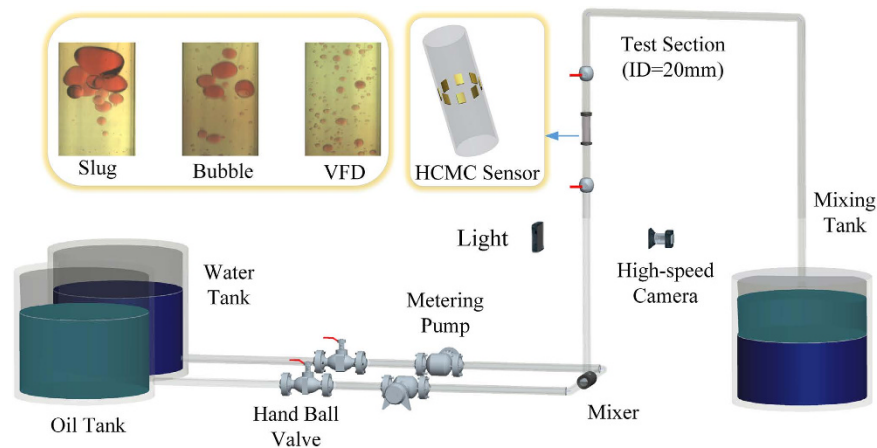 Slug
Bubble
VFD
HCMC Sensor
Test Section
(ID=20mm)
Light
High-speed
Camera
Mixing
Tank
Water
Tank
Metering
Pump
Oil Tank
Hand Ball
Valve
Mixer